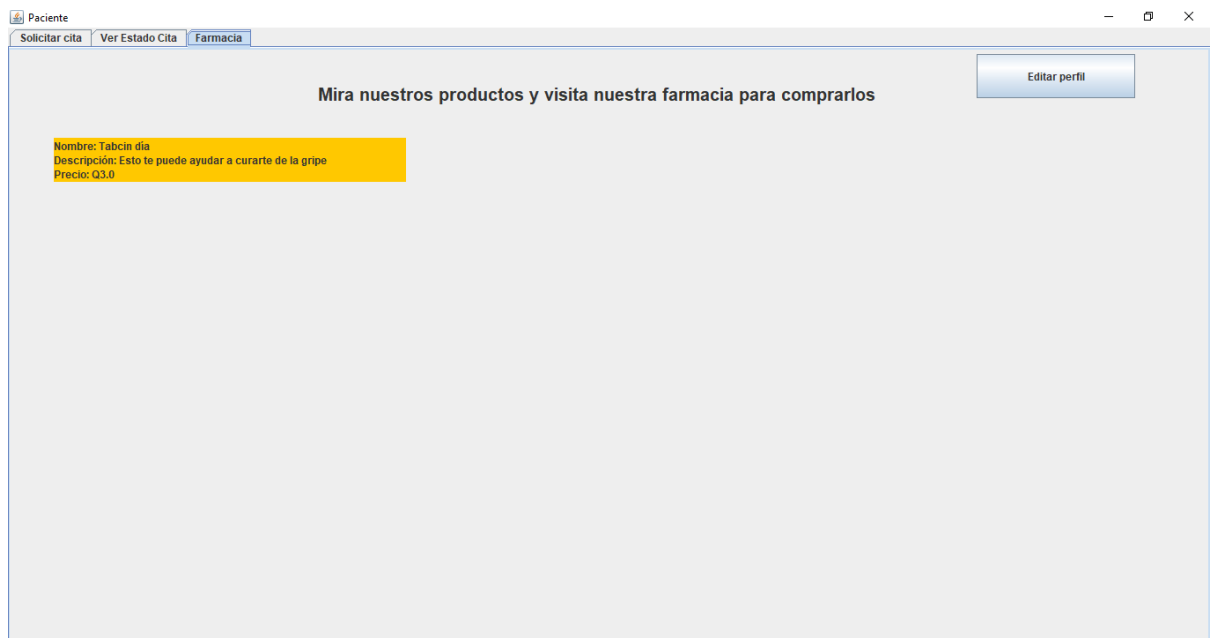 Paciente
Solicitar cita Ver Estado Cita Farmacia
Editar perfil
Mira nuestros productos y visita nuestra farmacia para comprarlos
Nombre: Tabcin día
Descripción: Esto te puede ayudar a curarte de la gripe
Precio: Q3.0